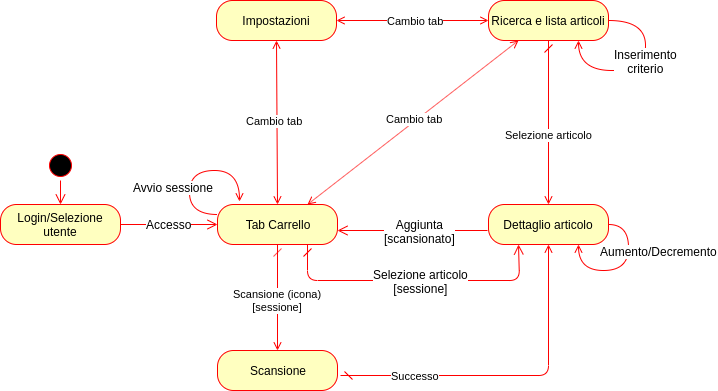 Impostazioni
Cambio tab
Ricerca e lista articoli
Inserimento
criterio
Cambio tab
Cambio tab
Selezione articolo
Avvio sessione
Login/Selezione
utente
Accesso
Tab Carrello
Aggiunta
[scansionato]
Dettaglio articolo
Aumento/Decremento
Selezione articolo
[sessione]
Scansione (icona)
[sessione]
Scansione
Successo